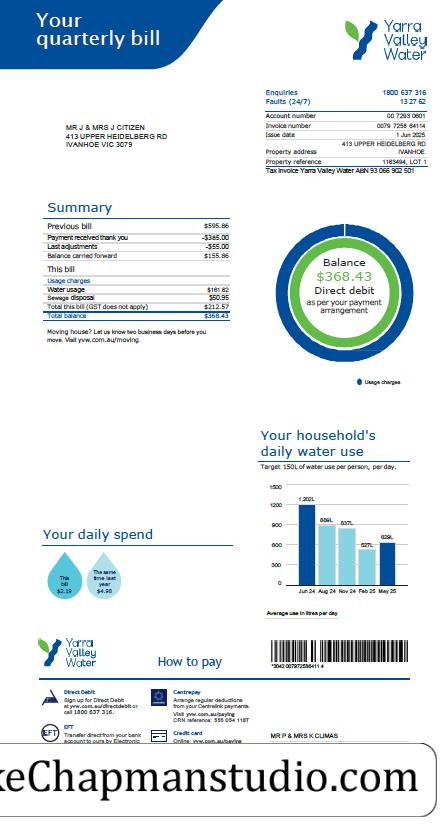 Your
quarterly bill
Yarra
Valley
Water
Enquiries 1800 637 316
Faults (24/7) 13 27 62
Account number 00 7293 0601
Invoice number 0079 7258 64114
Issue date 1 Jun 2025
413 UPPER HEIDELBERG RD
Property address IVANHOE
Property reference 1163494, LOT 1
Tax Invoice Yarra Valley Water ABN 93 066 902 501
MR J & MRS J CITIZEN
413 UPPER HEIDELBERG RD
IVANHOE VIC 3079
Summary
Previous bill $595.86
Payment received thank you -$385.00
Last adjustments -$55.00
Balance carried forward $155.86
This bill
Usage charges
Water usage $161.62
Sewage disposal $50.95
Total this bill (GST does not apply) $212.57
Total balance $368.43
Moving house? Let us know two business days before you
move. Visit yvw.com.au/moving.
Balance
$368.43
Direct debit
as per your payment
arrangement
Usage charges
Your household's
daily water use
Target 150L of water use per person, per day.
1500
1200
900
600
300
0
1,202L
889L
837L
527L
629L
Jun 24 Aug 24 Nov 24 Feb 25 May 25
Average use in litres per day
Your daily spend
This
bill
$2.19
The same
time last
year
$4.98
Yarra
Valley
Water
How to pay
Direct Debit
Sign up for Direct Debit
at yvw.com.au/directdebit or
call 1800 637 316.
EFT
EFT
Transfer direct from your bank
account to ours by Electronic
Centrepay
Arrange regular deductions
from your Centrelink payments.
Visit yvw.com.au/paying
CRN reference: 555 054 118T
Credit card
Online: yvw.com.au/paying
MR P & MRS K CLIMAS
keChapmanstudio.com